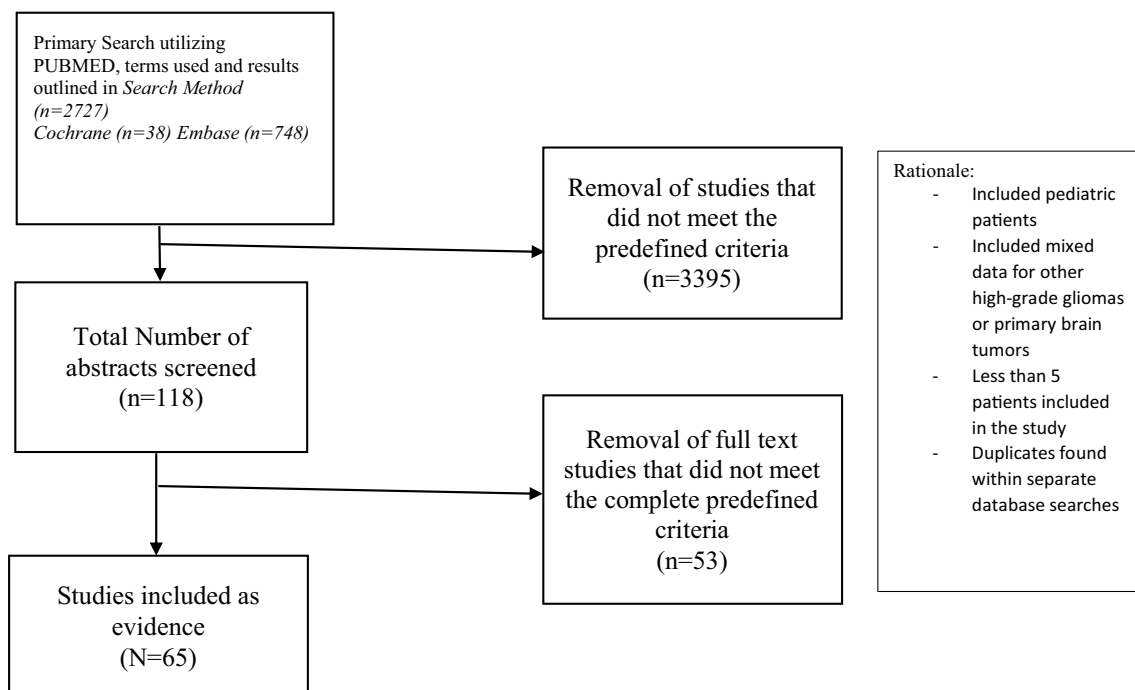 Primary Search utilizing
PUBMED, terms used and results
outlined in Search Method
(n=2727)
Cochrane (n=38) Embase (n=748)
Removal of studies that
did not meet the
predefined criteria
(n=3395)
Total Number of
abstracts screened
(n=118)
Removal of full text
studies that did not meet
the complete predefined
criteria
(n=53)
Studies included as
evidence
(N=65)
Rationale:
- Included pediatric
patients
- Included mixed
data for other
high-grade gliomas
or primary brain
tumors
- Less than 5
patients included
in the study
- Duplicates found
within separate
database searches